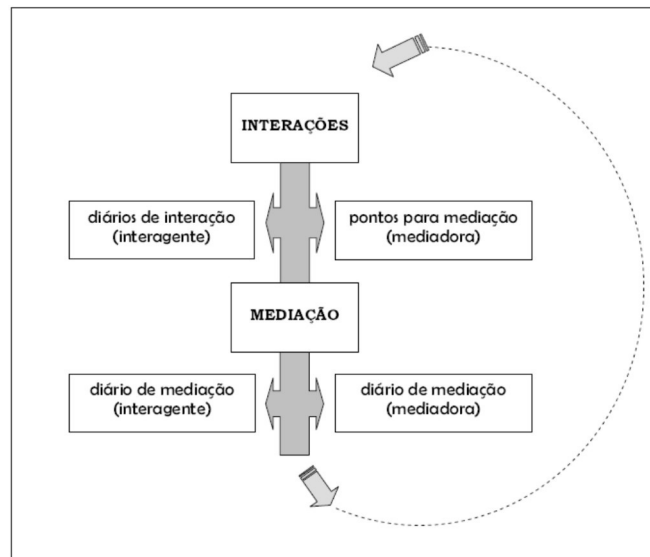 INTERAÇÕES
diários de interação
(interagente)
pontos para mediação
(mediadora)
MEDIAÇÃO
diário de mediação
(interagente)
diário de mediação
(mediadora)